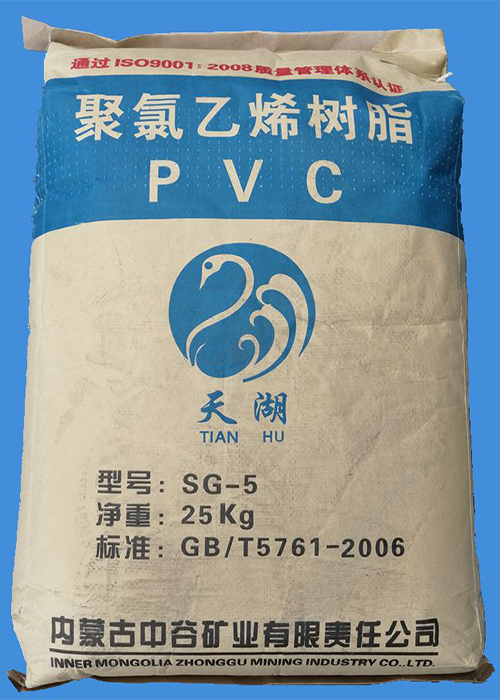 通过ISO9001:2008质量管理体系认证
聚氯乙烯树脂
PVC
天湖
TIAN HU
型号: SG-5
净重: 25Kg
标准: GB/T5761-2006
内蒙古中谷矿业有限责任公司
INNER MONGOLIA ZHONGGU MINING INDUSTRY CO.,LTD.